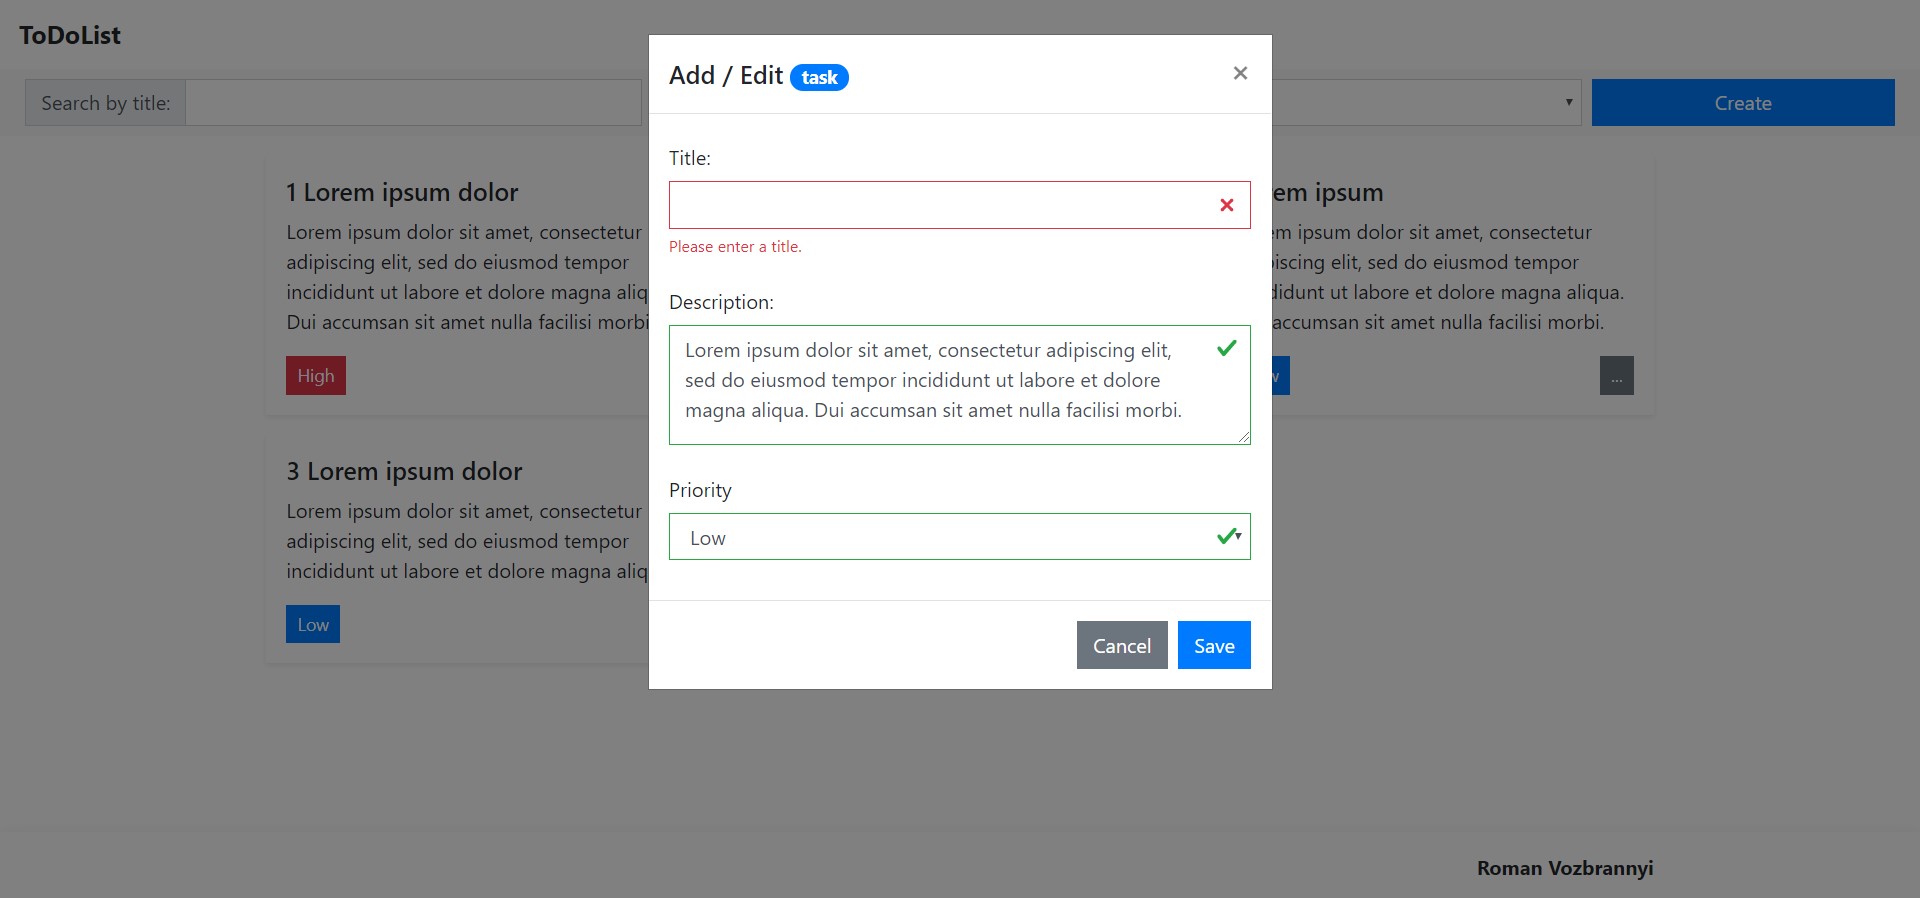 ToDoList
Search by title:
Create
1 Lorem ipsum dolor
Lorem ipsum dolor sit amet, consectetur
adipiscing elit, sed do eiusmod tempor
incididunt ut labore et dolore magna aliq
Dui accumsan sit amet nulla facilisi morbi
High
3 Lorem ipsum dolor
Lorem ipsum dolor sit amet, consectetur
adipiscing elit, sed do eiusmod tempor
incididunt ut labore et dolore magna aliq
Low
Add / Edit task
×
Title:
Please enter a title.
Description:
Lorem ipsum dolor sit amet, consectetur adipiscing elit,
sed do eiusmod tempor incididunt ut labore et dolore
magna aliqua. Dui accumsan sit amet nulla facilisi morbi.
Priority
Low
Cancel
Save
em ipsum
m ipsum dolor sit amet, consectetur
iscing elit, sed do eiusmod tempor
didunt ut labore et dolore magna aliqua.
accumsan sit amet nulla facilisi morbi.
w
...
Roman Vozbrannyi